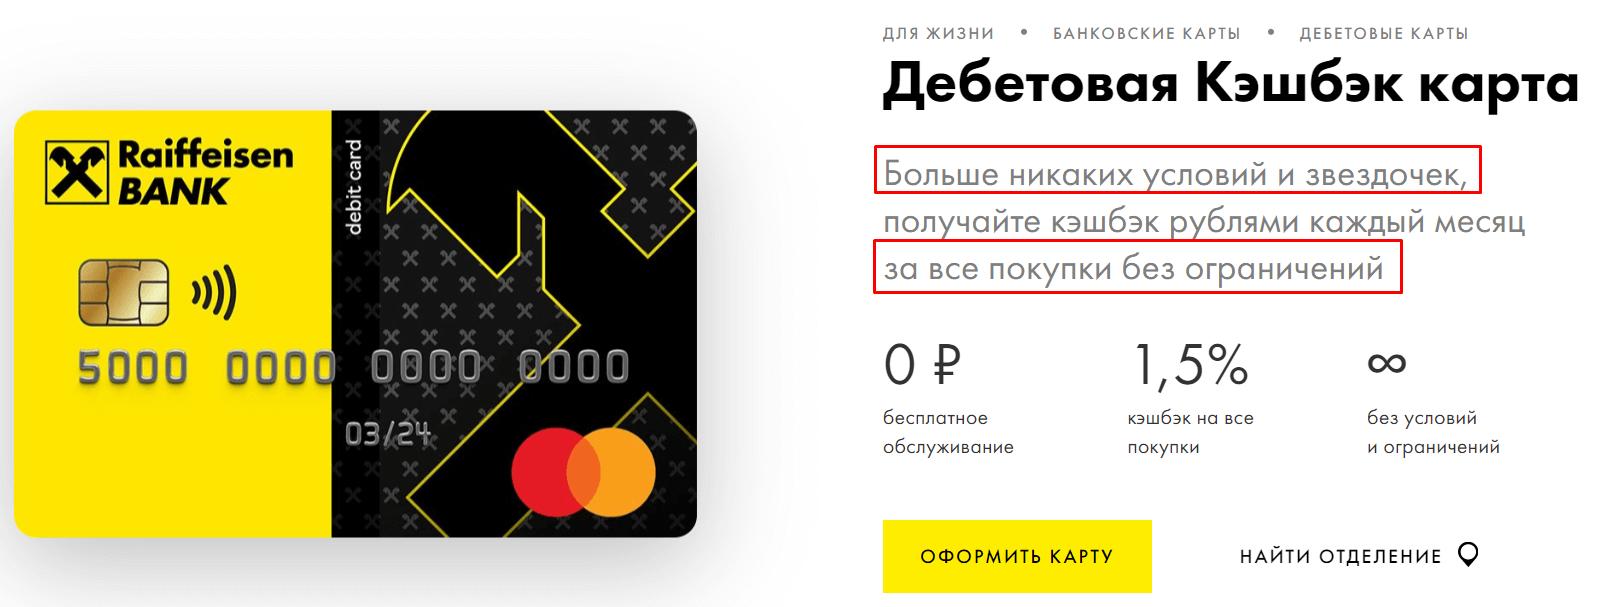 ДЛЯ ЖИЗНИ • БАНКОВСКИЕ КАРТЫ • ДЕБЕТОВЫЕ КАРТЫ
Дебетовая Кэшбэк карта
Больше никаких условий и звездочек,
получайте кэшбэк рублями каждый месяц
за все покупки без ограничений
0 ₽
бесплатное
обслуживание
1,5%
кэшбэк на все
покупки
∞
без условий
и ограничений
ОФОРМИТЬ КАРТУ
НАЙТИ ОТДЕЛЕНИЕ
Raiffeisen
BANK
debit card
5000 0000 0000 0000
03/24